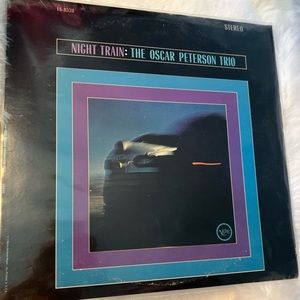 STEREO
NIGHT TRAIN: THE OSCAR PETERSON TRIO
Verve